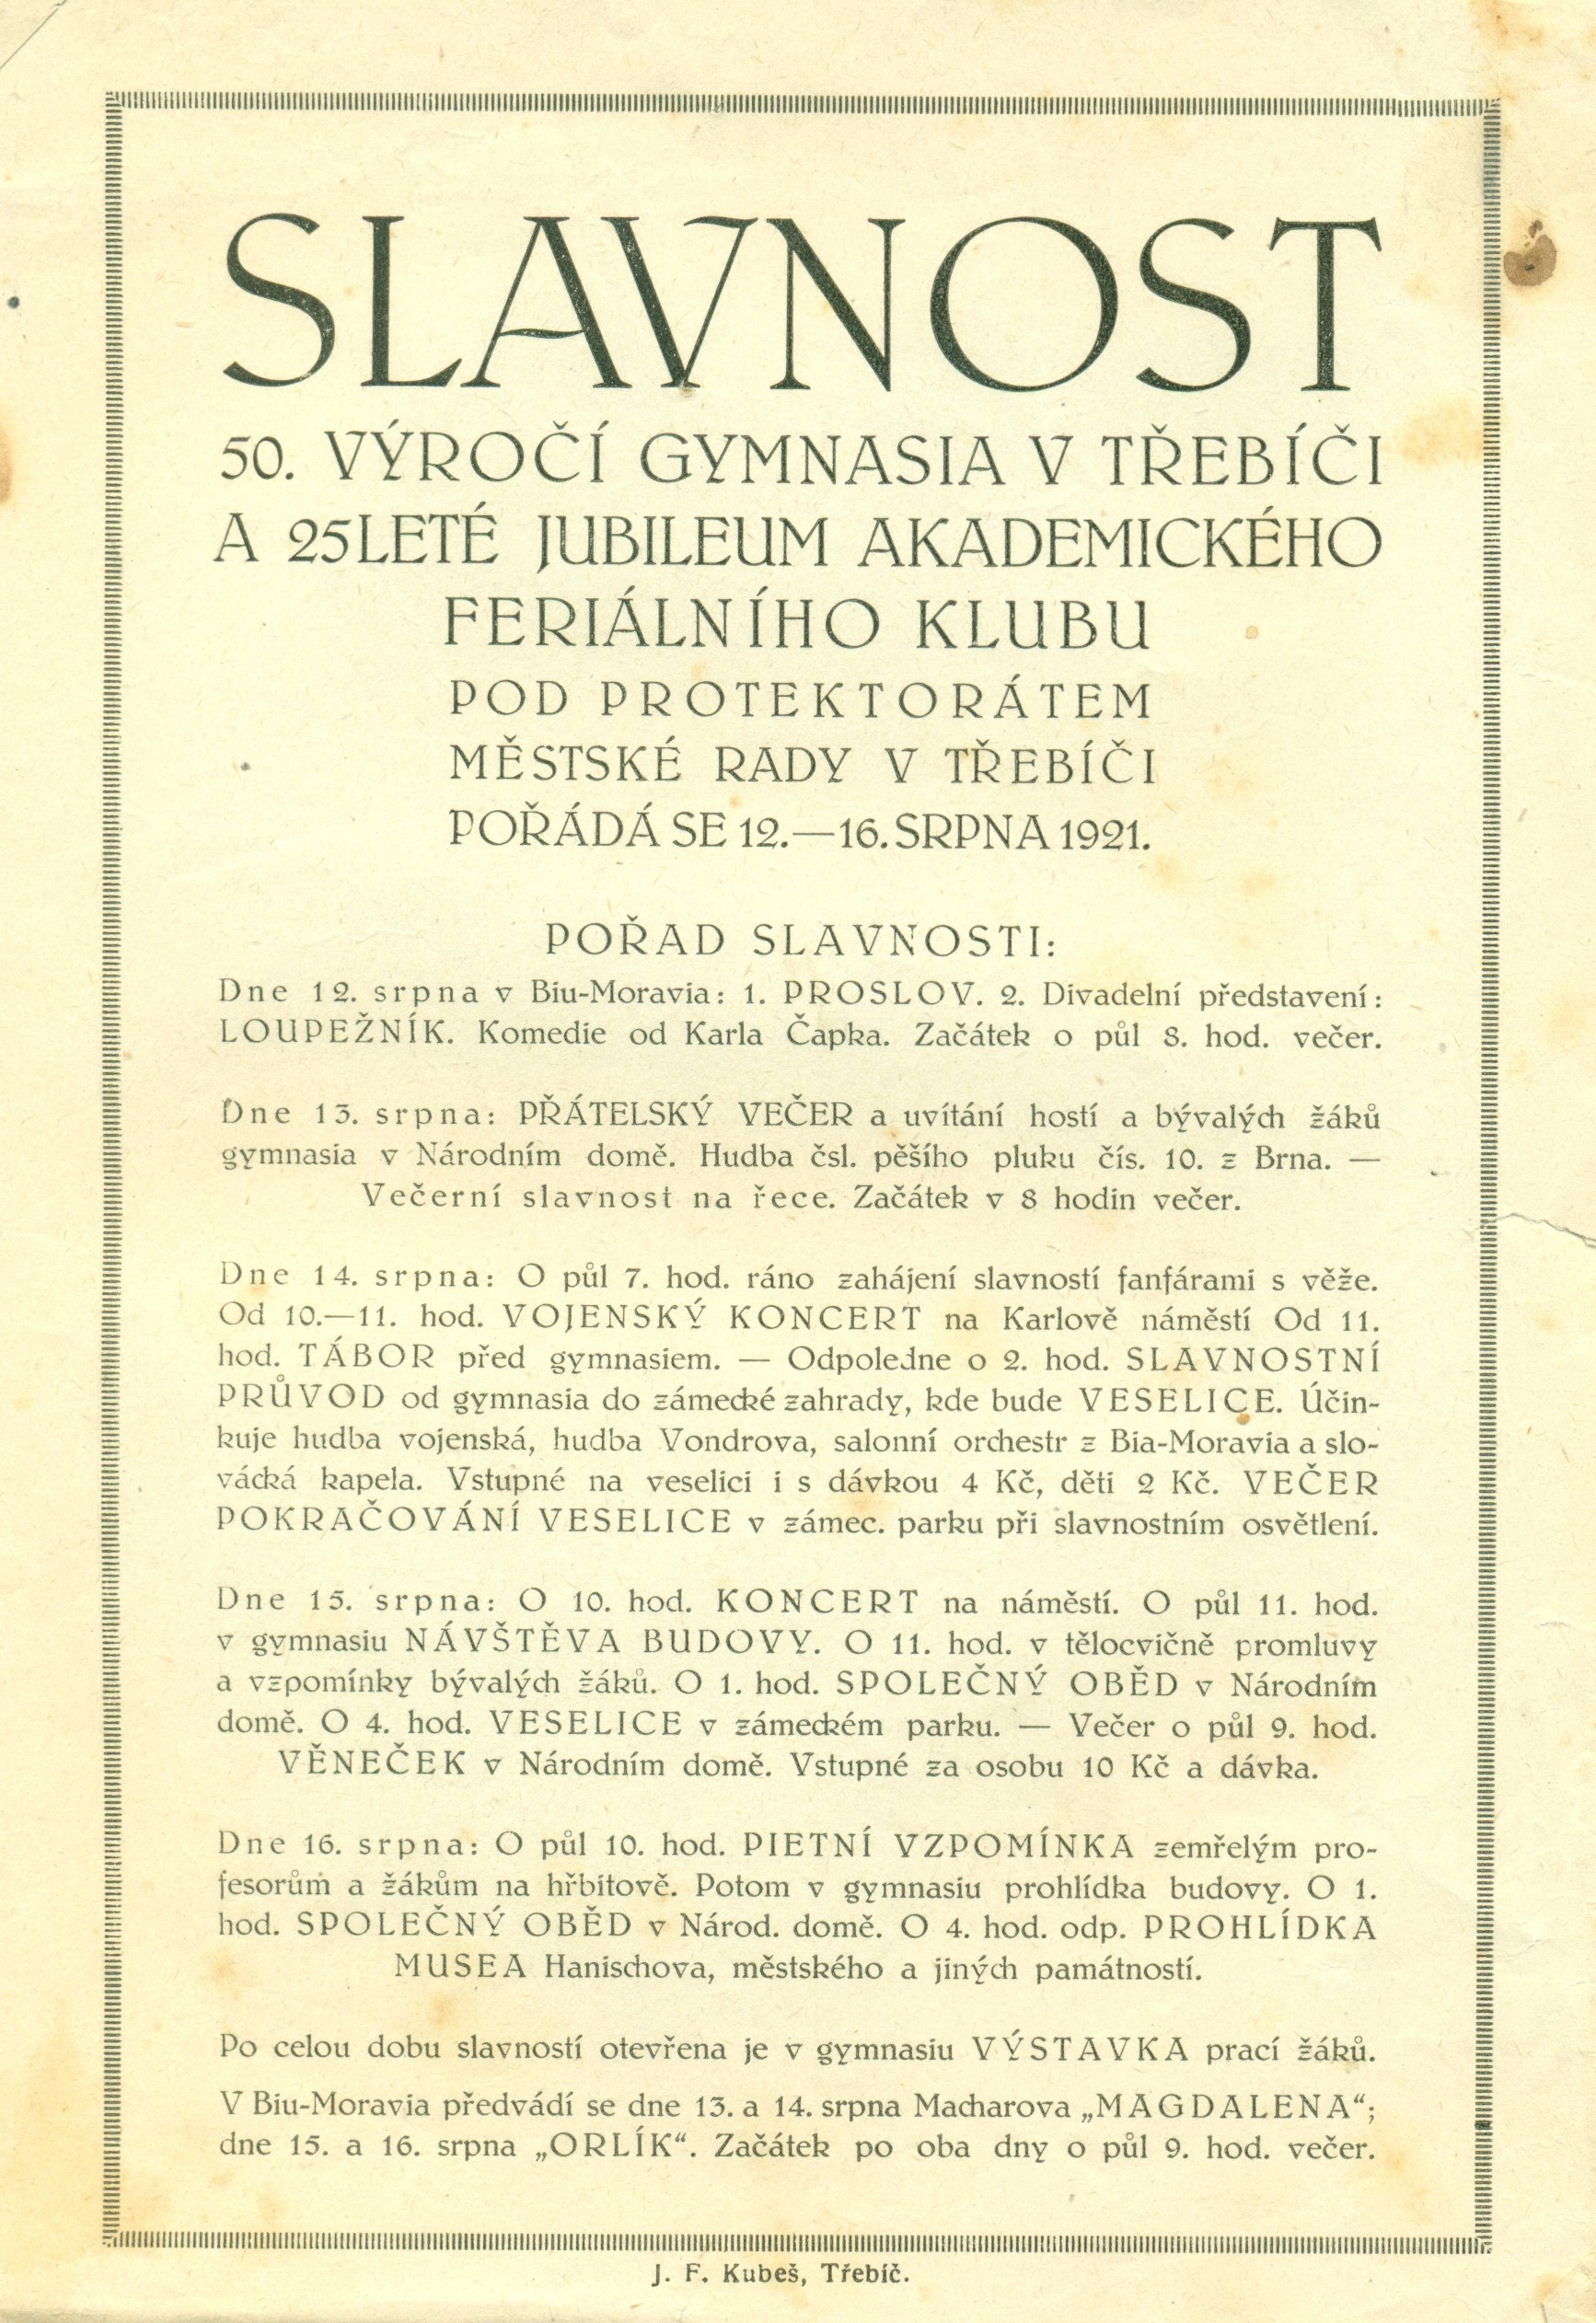 SLAVNOST
50. VÝROČÍ GYMNASIA V TŘEBÍČI
A 25LETÉ JUBILEUM AKADEMICKÉHO
FERIÁLNÍHO KLUBU
POD PROTEKTORÁTEM
MĚSTSKÉ RADY V TŘEBÍČI
POŘÁDÁ SE 12.—16. SRPNA 1921.
POŘAD SLAVNOSTI:
Dne 12. srpna v Biu-Moravia: 1. PROSLOV. 2. Divadelní představení:
LOUPEŽNÍK. Komedie od Karla Čapka. Začátek o půl 8. hod. večer.
Dne 13. srpna: PŘÁTELSKÝ VEČER a uvítání hostí a bývalých žáků
gymnasia v Národním domě. Hudba čsl. pěšího pluku čís. 10. z Brna. —
Večerní slavnost na řece. Začátek v 8 hodin večer.
Dne 14. srpna: O půl 7. hod. ráno zahájení slavností fanfárami s věže.
Od 10.—11. hod. VOJENSKÝ KONCERT na Karlově náměstí Od 11.
hod. TÁBOR před gymnasiem. — Odpoledne o 2. hod. SLAVNOSTNÍ
PRŮVOD od gymnasia do zámecké zahrady, kde bude VESELICE. Účin-
kuje hudba vojenská, hudba Vondrova, salonní orchestr z Bia-Moravia a slo-
vácká kapela. Vstupné na veselici i s dávkou 4 Kč, děti 2 Kč. VEČER
POKRAČOVÁNÍ VESELICE v zámec. parku při slavnostním osvětlení.
Dne 15. srpna: O 10. hod. KONCERT na náměstí. O půl 11. hod.
v gymnasiu NÁVŠTĚVA BUDOVY. O 11. hod. v tělocvičně promluvy
a vzpomínky bývalých žáků. O 1. hod. SPOLEČNÝ OBĚD v Národním
domě. O 4. hod. VESELICE v zámeckém parku. — Večer o půl 9. hod.
VĚNEČEK v Národním domě. Vstupné za osobu 10 Kč a dávka.
Dne 16. srpna: O půl 10. hod. PIETNÍ VZPOMÍNKA zemřelým pro-
fesorům a žákům na hřbitově. Potom v gymnasiu prohlídka budovy. O 1.
hod. SPOLEČNÝ OBĚD v Národ. domě. O 4. hod. odp. PROHLÍDKA
MUSEA Hanischova, městského a jiných památností.
Po celou dobu slavností otevřena je v gymnasiu VÝSTAVKA prací žáků.
V Biu-Moravia předvádí se dne 13. a 14. srpna Macharova „MAGDALENA“;
dne 15. a 16. srpna „ORLÍK“. Začátek po oba dny o půl 9. hod. večer.
J. F. Kubeš, Třebíč.